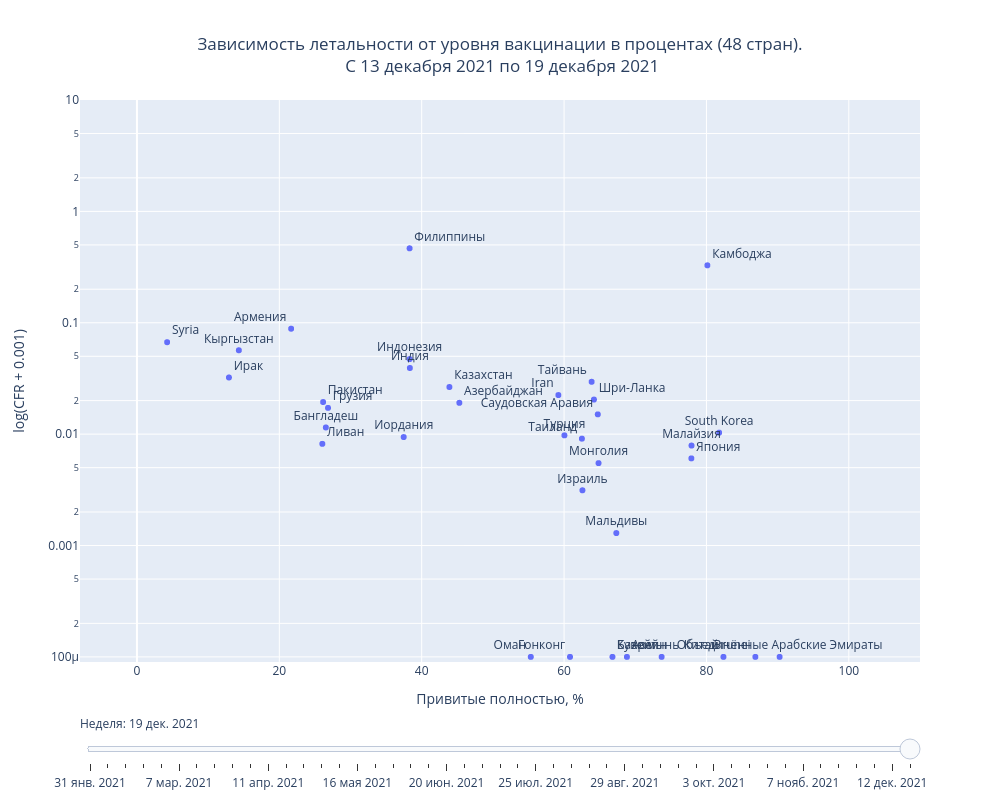 Зависимость летальности от уровня вакцинации в процентах (48 стран).
С 13 декабря 2021 по 19 декабря 2021
10
5
2
1
5
2
0.1
5
2
0.01
5
2
0.001
5
2
100μ
log(CFR + 0.001)
Филиппины
Камбоджа
Армения
Syria
Кыргызстан
Индонезия
Индия
Ирак
Тайвань
Казахстан
Iran
Шри-Ланка
Пакистан
Азербайджан
Грузия
Саудовская Аравия
Бангладеш
South Korea
Иордания
Турция
Таиланд
Ливан
Малайзия
Япония
Монголия
Израиль
Мальдивы
Оман
Гонконг
Объединённые Арабские Эмираты
0
20
40
60
80
100
Привитые полностью, %
Неделя: 19 дек. 2021
31 янв. 2021
7 мар. 2021
11 апр. 2021
16 мая 2021
20 июн. 2021
25 июл. 2021
29 авг. 2021
3 окт. 2021
7 нояб. 2021
12 дек. 2021